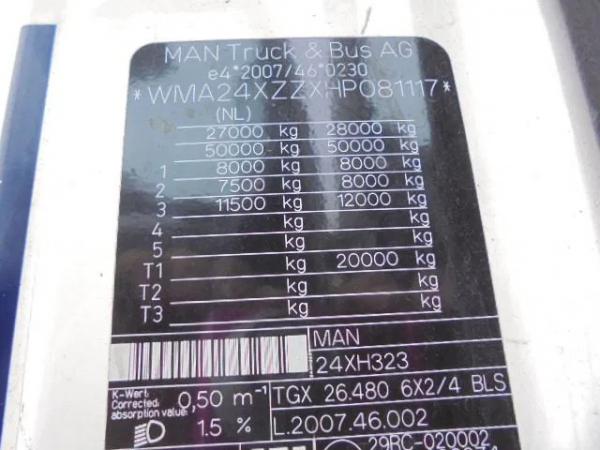 MAN Truck & Bus AG
e4*2007/46*0230
*WMA24XZZXHP081117*
(NL)
27000 kg 28000 kg
50000 kg 50000 kg
1 8000 kg 8000 kg
2 7500 kg 8000 kg
3 11500 kg 12000 kg
4 kg kg
5 kg kg
T1 kg 20000 kg
T2 kg kg
T3 kg kg
MAN
24XH323
K-Wert
Corrected absorption value: 0,50 m⁻¹
TGX 26.480 6X2/4 BLS
1.5 % L.2007.46.002
29RC-020002